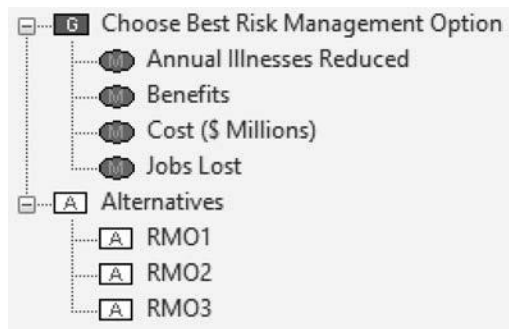 G Choose Best Risk Management Option
M Annual Illnesses Reduced
M Benefits
M Cost ($ Millions)
M Jobs Lost
A Alternatives
A RMO1
A RMO2
A RMO3